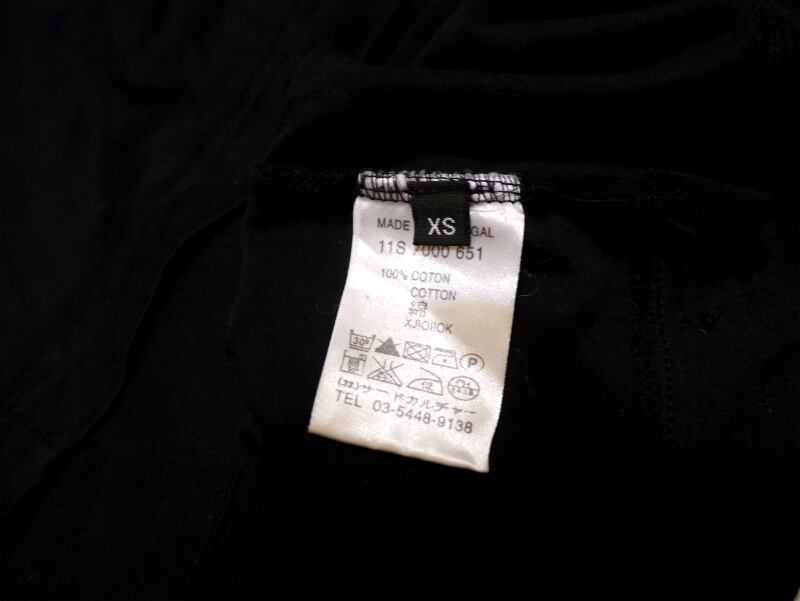 XS
MADE GAL
11S 7000 651
100% COTON
COTTON
綿
ХЛОПОК
30°
P
(株)サードカルチャー
TEL 03-5448-9138